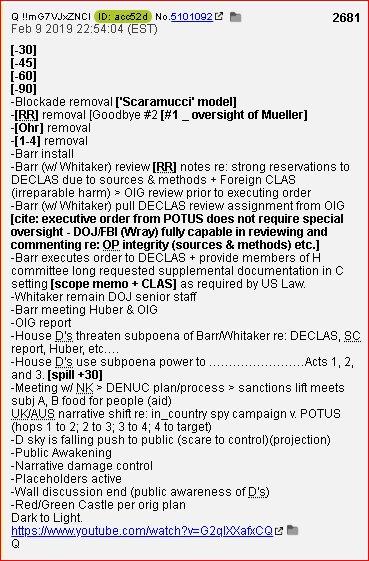 Q !!mG7VJxZNCI ID: acc52d No.5101092 2681
Feb 9 2019 22:54:04 (EST)
[-30]
[-45]
[-60]
[-90]
-Blockade removal ['Scaramucci' model]
-[RR] removal [Goodbye #2 [#1 _ oversight of Mueller]
-[Ohr] removal
-[1-4] removal
-Barr install
-Barr (w/ Whitaker) review [RR] notes re: strong reservations to
DECLAS due to sources & methods + Foreign CLAS
(irreparable harm) > OIG review prior to executing order
-Barr (w/ Whitaker) pull DECLAS review assignment from OIG
[cite: executive order from POTUS does not require special
oversight - DOJ/FBI (Wray) fully capable in reviewing and
commenting re: OP integrity (sources & methods) etc.]
-Barr executes order to DECLAS + provide members of H
committee long requested supplemental documentation in C
setting [scope memo + CLAS] as required by US Law.
-Whitaker remain DOJ senior staff
-Barr meeting Huber & OIG
-OIG report
-House D's threaten subpoena of Barr/Whitaker re: DECLAS, SC
report, Huber, etc….
-House D's use subpoena power to ……………………Acts 1, 2,
and 3. [spill +30]
-Meeting w/ NK > DENUC plan/process > sanctions lift meets
subj A, B food for people (aid)
UK/AUS narrative shift re: in_country spy campaign v. POTUS
(hops 1 to 2; 2 to 3; 3 to 4; 4 to target)
-D sky is falling push to public (scare to control)(projection)
-Public Awakening
-Narrative damage control
-Placeholders active
-Wall discussion end (public awareness of D's)
-Red/Green Castle per orig plan
Dark to Light.
https://www.youtube.com/watch?v=G2qIXXafxCQ
Q